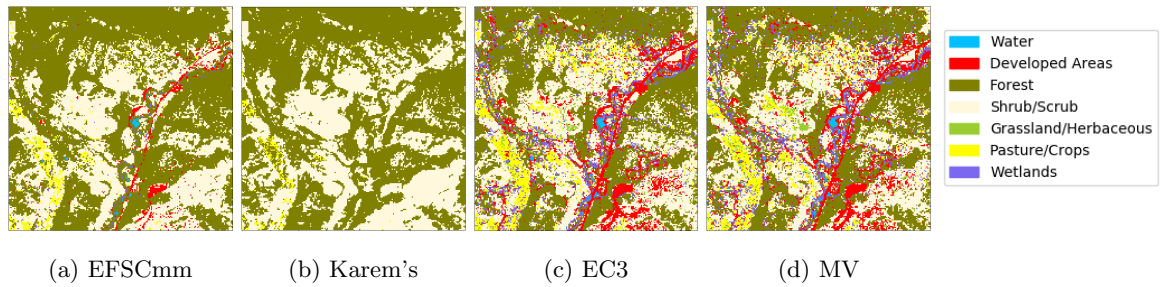 Water
Developed Areas
Forest
Shrub/Scrub
Grassland/Herbaceous
Pasture/Crops
Wetlands
(a) EFSCmm
(b) Karem's
(c) EC3
(d) MV